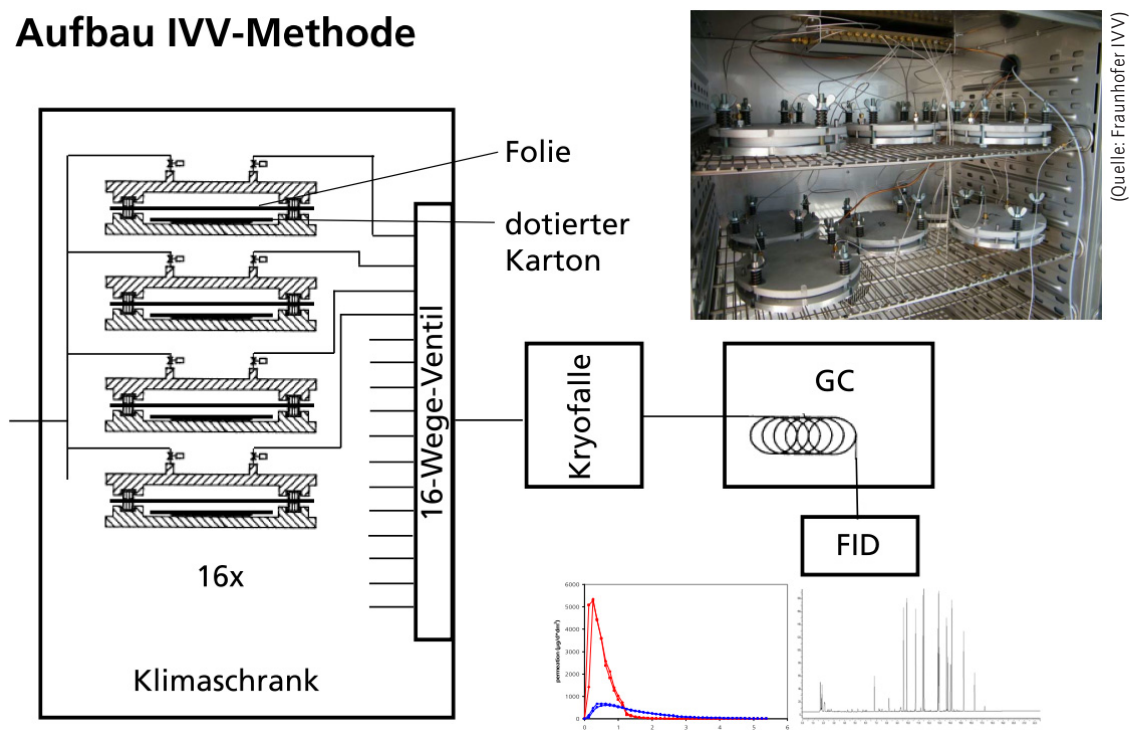 Aufbau IVV-Methode
(Quelle: Fraunhofer IVV)
Folie
dotierter
Karton
16-Wege-Ventil
Kryofalle
GC
FID
16x
Klimaschrank
6000
5000
4000
3000
2000
1000
0
0 1 2 3 4 5 6